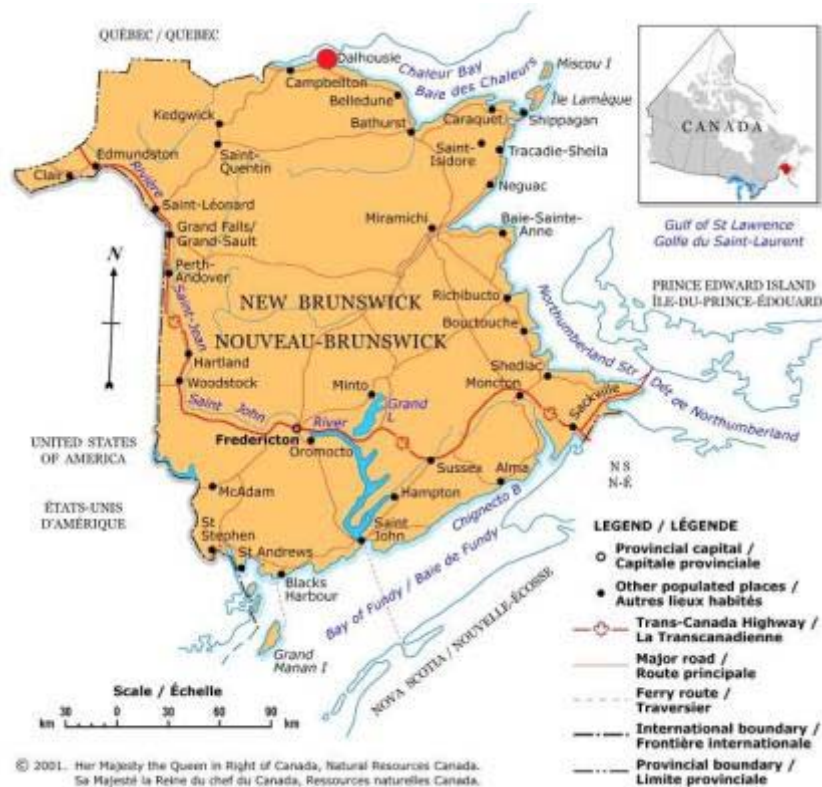 QUÉBEC / QUEBEC
Dalhousie
Campbellton
Chaleur Bay
Baie des Chaleurs
Miscou I
Île Lamèque
Belledune
Kedgwick
Bathurst
Caraquet
Shippagan
CANADA
Edmundston
Clair
Rivière
Saint-
Quentin
Saint-
Isidore
Tracadie-Sheila
Neguac
Saint-Léonard
Grand Falls/
Grand-Sault
Miramichi
Baie-Sainte-
Anne
Gulf of St Lawrence
Golfe du Saint-Laurent
N
Perth-
Andover
Saint-Jean
NEW BRUNSWICK
NOUVEAU-BRUNSWICK
Richibucto
Bouctouche
PRINCE EDWARD ISLAND
ÎLE-DU-PRINCE-ÉDOUARD
Northumberland Str
Dét de Northumberland
Hartland
Woodstock
Shediac
Moncton
Minto
Grand
L
Saint John River
Sackville
Fredericton
Oromocto
UNITED STATES
OF AMERICA
Sussex
Alma
N S
N-É
McAdam
Hampton
Chignecto B
ÉTATS-UNIS
D'AMÉRIQUE
St
Stephen
St Andrews
Saint
John
Blacks
Harbour
Bay of Fundy / Baie de Fundy
Grand
Manan I
NOVA SCOTIA / NOUVELLE-ÉCOSSE
LEGEND / LÉGENDE
Provincial capital /
Capitale provinciale
Other populated places /
Autres lieux habités
Trans-Canada Highway /
La Transcanadienne
Major road /
Route principale
Ferry route /
Traversier
International boundary /
Frontière internationale
Provincial boundary /
Limite provinciale
Scale / Échelle
30 0 30 60 90
km km
© 2001. Her Majesty the Queen in Right of Canada, Natural Resources Canada.
Sa Majesté la Reine du chef du Canada, Ressources naturelles Canada.